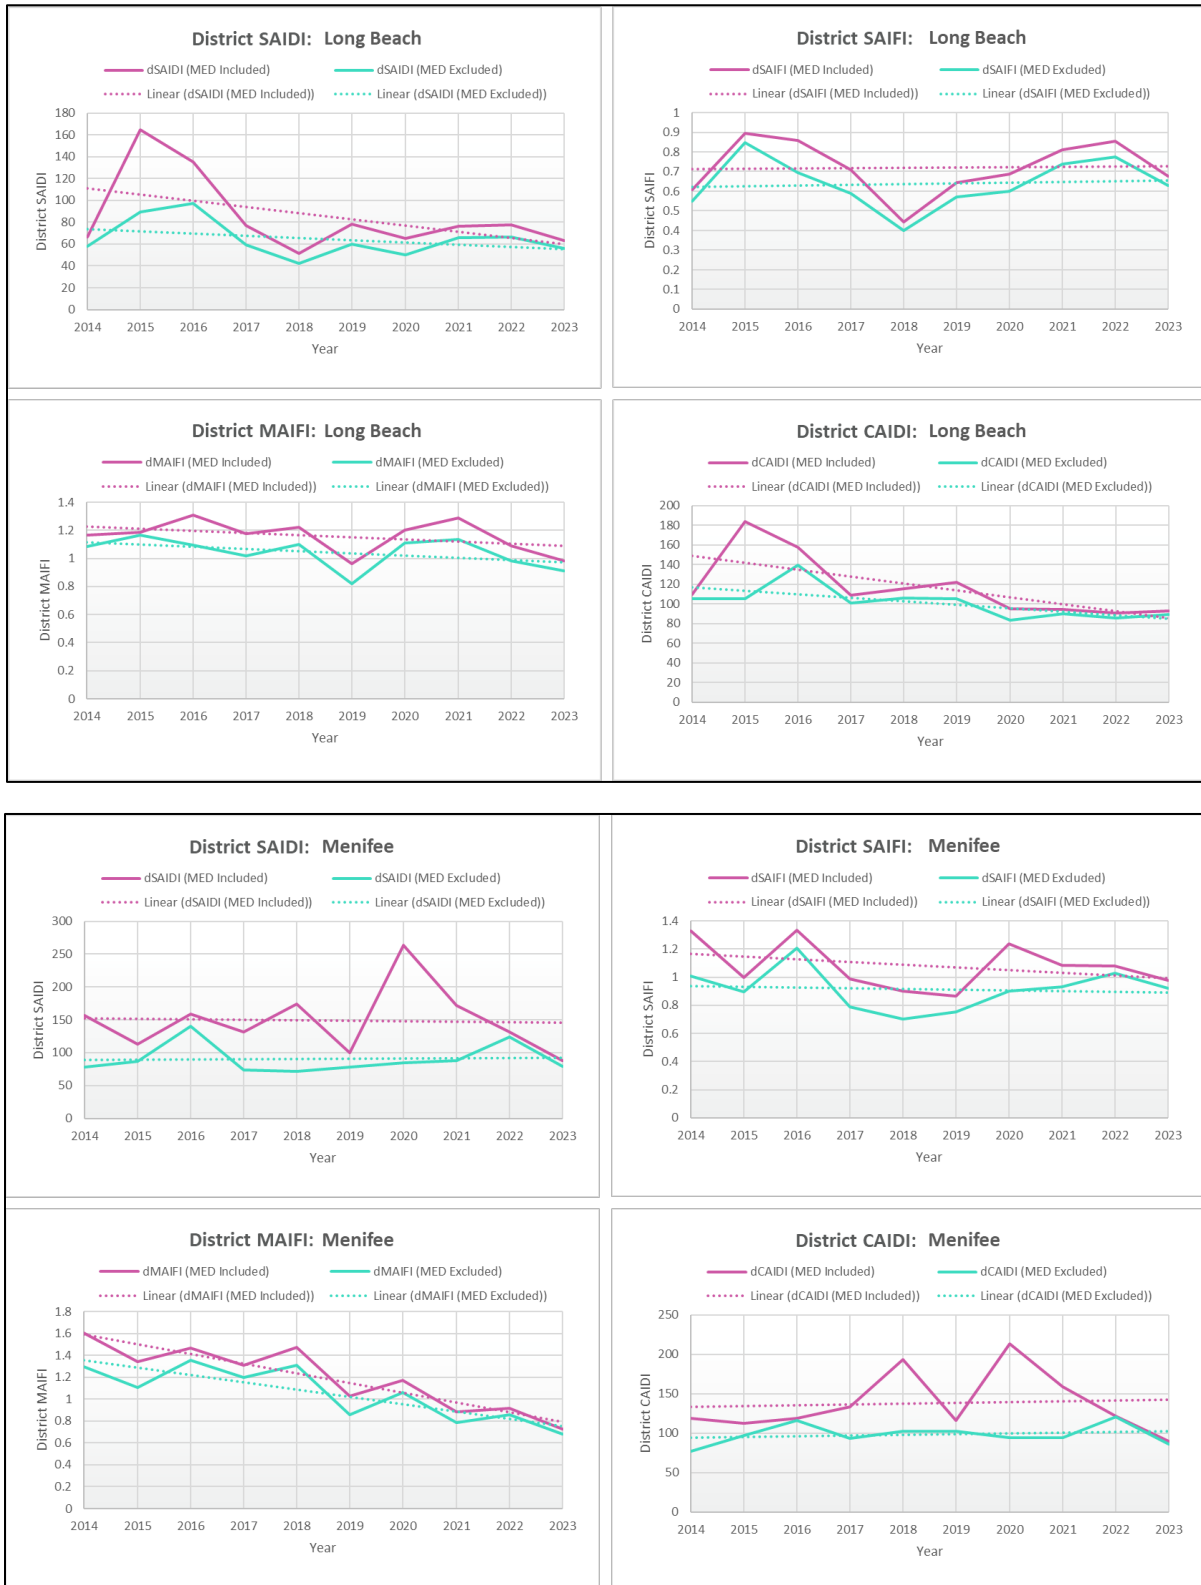 District SAIDI: Long Beach
dSAIDI (MED Included)
dSAIDI (MED Excluded)
Linear (dSAIDI (MED Included))
Linear (dSAIDI (MED Excluded))
180
160
140
120
100
80
60
40
20
0
District SAIDI
2014 2015 2016 2017 2018 2019 2020 2021 2022 2023
Year
District SAIFI: Long Beach
dSAIFI (MED Included)
dSAIFI (MED Excluded)
Linear (dSAIFI (MED Included))
Linear (dSAIFI (MED Excluded))
1
0.9
0.8
0.7
0.6
0.5
0.4
0.3
0.2
0.1
0
District SAIFI
2014 2015 2016 2017 2018 2019 2020 2021 2022 2023
Year
District MAIFI: Long Beach
dMAIFI (MED Included)
dMAIFI (MED Excluded)
Linear (dMAIFI (MED Included))
Linear (dMAIFI (MED Excluded))
1.4
1.2
1
0.8
0.6
0.4
0.2
0
District MAIFI
2014 2015 2016 2017 2018 2019 2020 2021 2022 2023
Year
District CAIDI: Long Beach
dCAIDI (MED Included)
dCAIDI (MED Excluded)
Linear (dCAIDI (MED Included))
Linear (dCAIDI (MED Excluded))
200
180
160
140
120
100
80
60
40
20
0
District CAIDI
2014 2015 2016 2017 2018 2019 2020 2021 2022 2023
Year
District SAIDI: Menifee
dSAIDI (MED Included)
dSAIDI (MED Excluded)
Linear (dSAIDI (MED Included))
Linear (dSAIDI (MED Excluded))
300
250
200
150
100
50
0
District SAIDI
2014 2015 2016 2017 2018 2019 2020 2021 2022 2023
Year
District SAIFI: Menifee
dSAIFI (MED Included)
dSAIFI (MED Excluded)
Linear (dSAIFI (MED Included))
Linear (dSAIFI (MED Excluded))
1.4
1.2
1
0.8
0.6
0.4
0.2
0
District SAIFI
2014 2015 2016 2017 2018 2019 2020 2021 2022 2023
Year
District MAIFI: Menifee
dMAIFI (MED Included)
dMAIFI (MED Excluded)
Linear (dMAIFI (MED Included))
Linear (dMAIFI (MED Excluded))
1.8
1.6
1.4
1.2
1
0.8
0.6
0.4
0.2
0
District MAIFI
2014 2015 2016 2017 2018 2019 2020 2021 2022 2023
Year
District CAIDI: Menifee
dCAIDI (MED Included)
dCAIDI (MED Excluded)
Linear (dCAIDI (MED Included))
Linear (dCAIDI (MED Excluded))
250
200
150
100
50
0
District CAIDI
2014 2015 2016 2017 2018 2019 2020 2021 2022 2023
Year